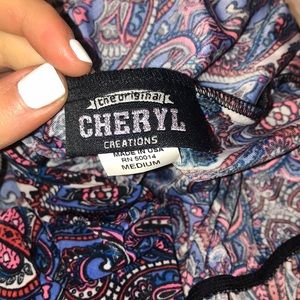 the original
CHERYL
CREATIONS
MADE IN USA
RN 50014
MEDIUM